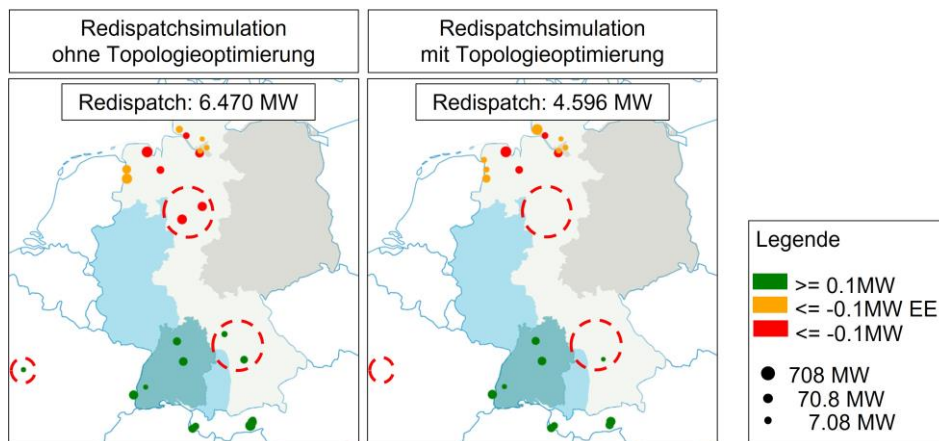 Redispatchsimulation
ohne Topologieoptimierung
Redispatchsimulation
mit Topologieoptimierung
Redispatch: 6.470 MW
Redispatch: 4.596 MW
Legende
>= 0.1MW
<= -0.1MW EE
<= -0.1MW
708 MW
70.8 MW
7.08 MW